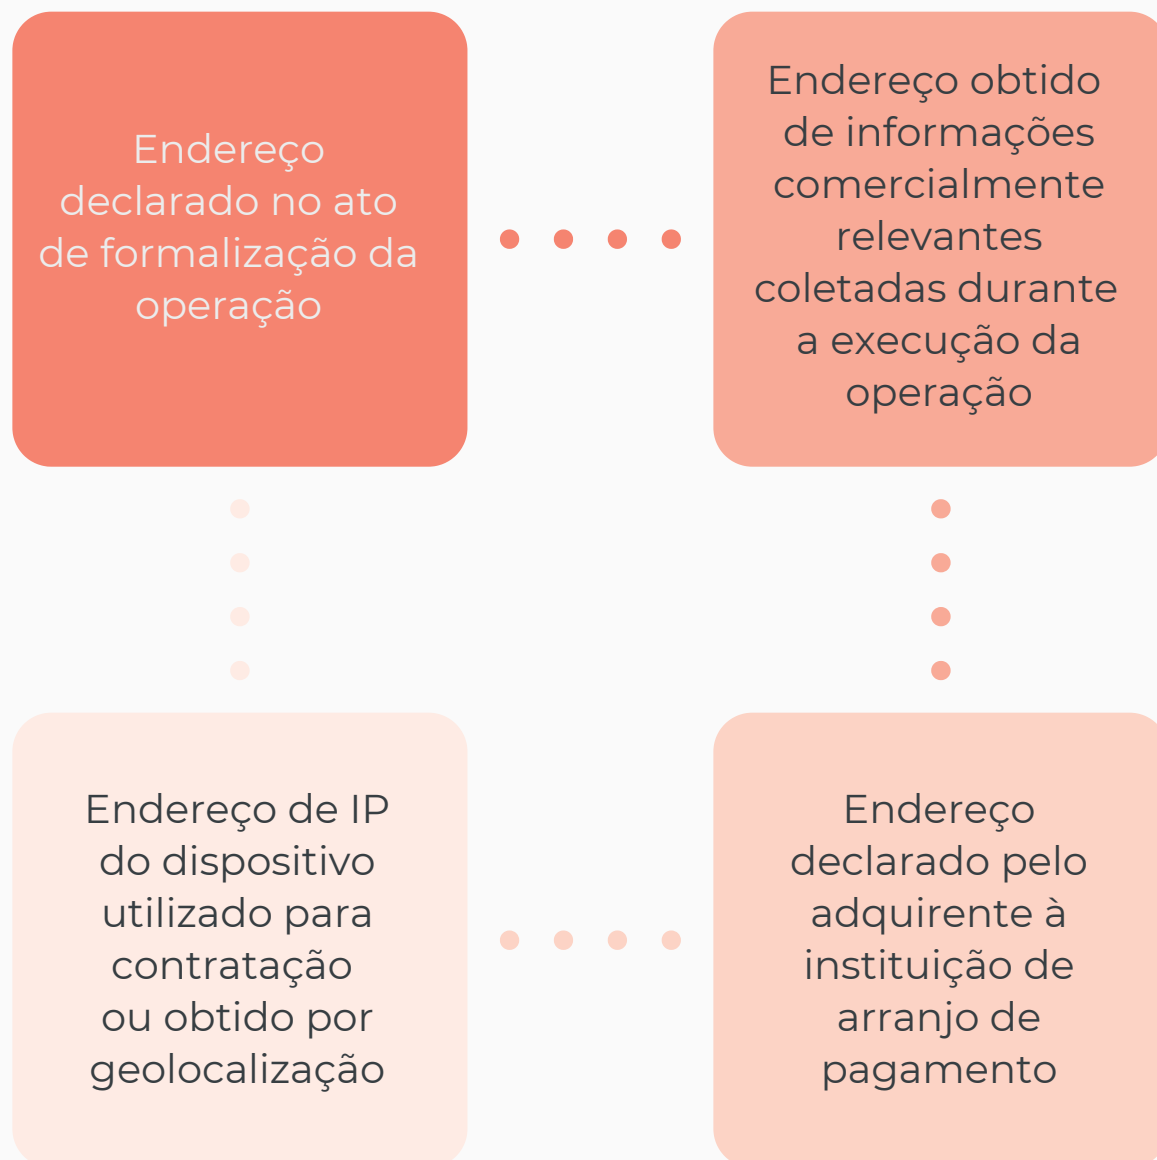 Endereço
declarado no ato
de formalização da
operação
Endereço obtido
de informações
comercialmente
relevantes
coletadas durante
a execução da
operação
Endereço de IP
do dispositivo
utilizado para
contratação
ou obtido por
geolocalização
Endereço
declarado pelo
adquirente à
instituição de
arranjo de
pagamento